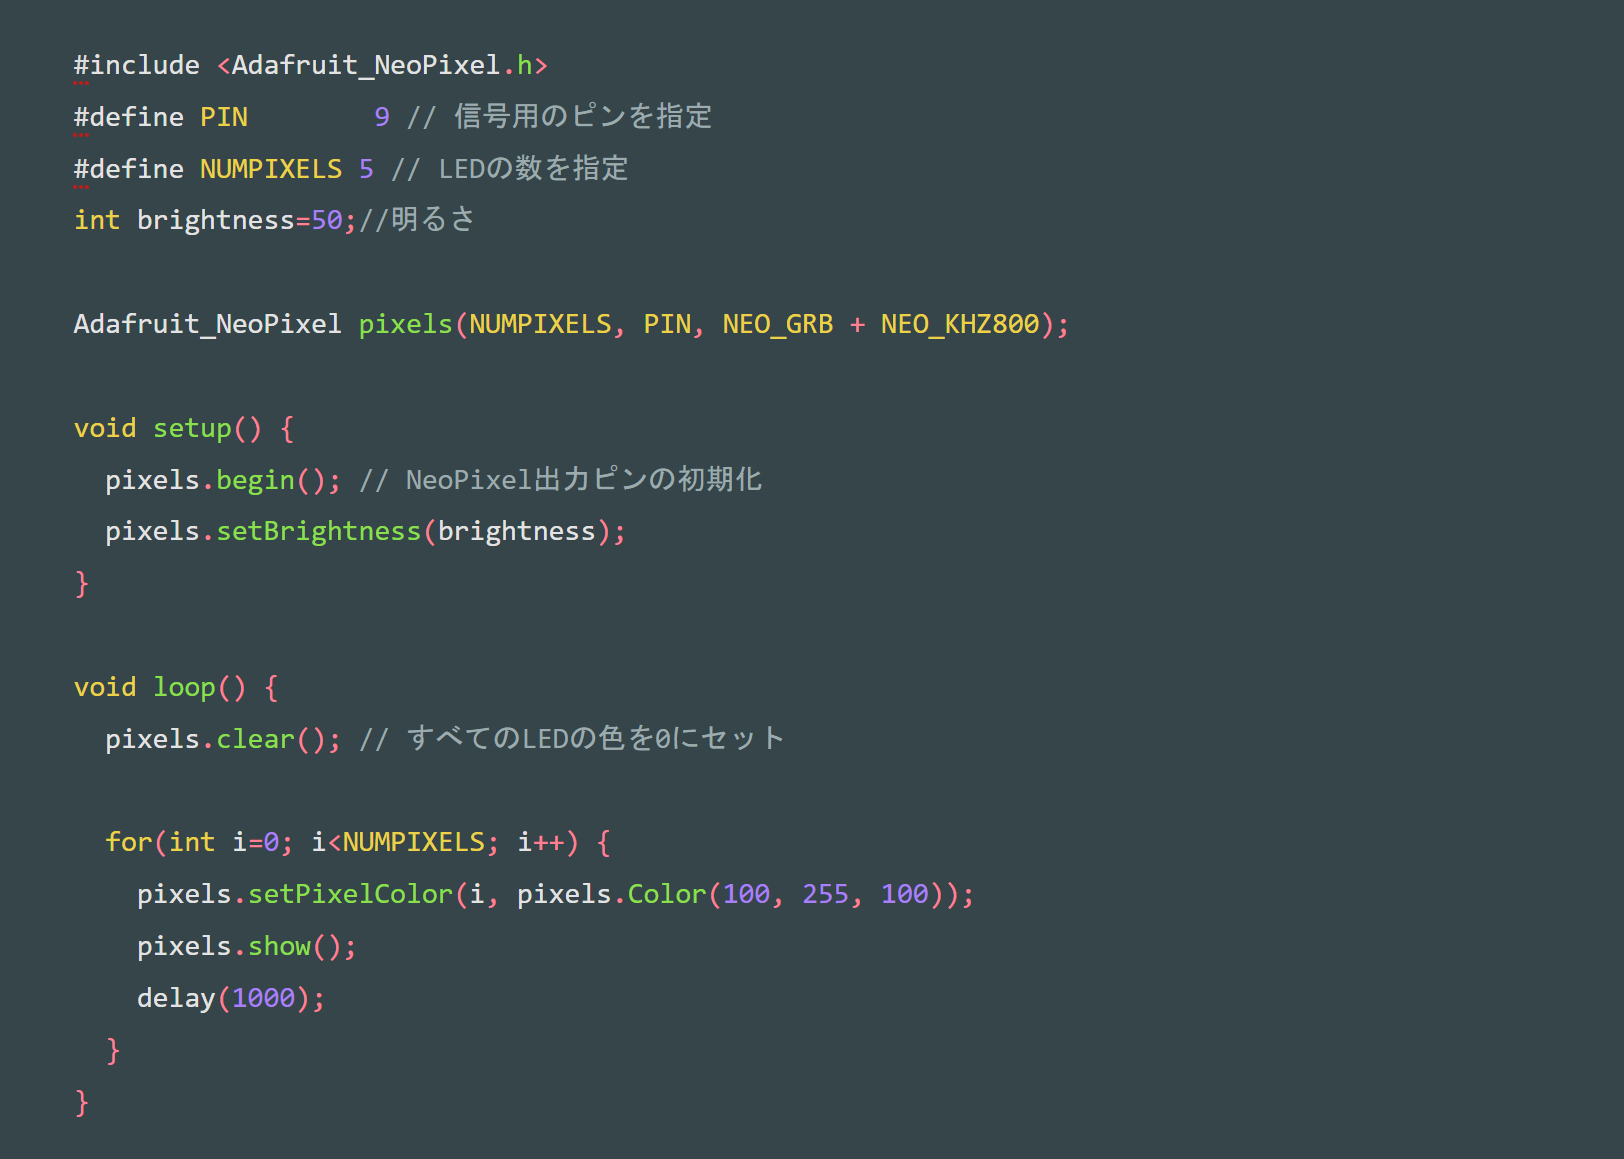 #include <Adafruit_NeoPixel.h>
#define PIN        9 // 信号用のピンを指定
#define NUMPIXELS 5 // LEDの数を指定
int brightness=50;//明るさ
Adafruit_NeoPixel pixels(NUMPIXELS, PIN, NEO_GRB + NEO_KHZ800);
void setup() {
  pixels.begin(); // NeoPixel出力ピンの初期化
  pixels.setBrightness(brightness);
}
void loop() {
  pixels.clear(); // すべてのLEDの色を0にセット
  for(int i=0; i<NUMPIXELS; i++) {
    pixels.setPixelColor(i, pixels.Color(100, 255, 100));
    pixels.show();
    delay(1000);
  }
}